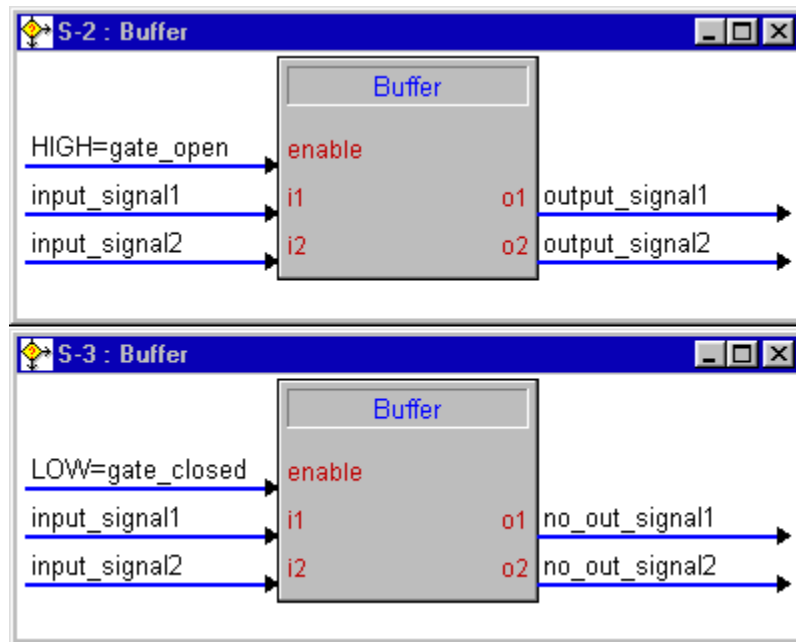 S-2 : Buffer
Buffer
HIGH=gate_open enable
input_signal1 i1 o1 output_signal1
input_signal2 i2 o2 output_signal2
S-3 : Buffer
Buffer
LOW=gate_closed enable
input_signal1 i1 o1 no_out_signal1
input_signal2 i2 o2 no_out_signal2